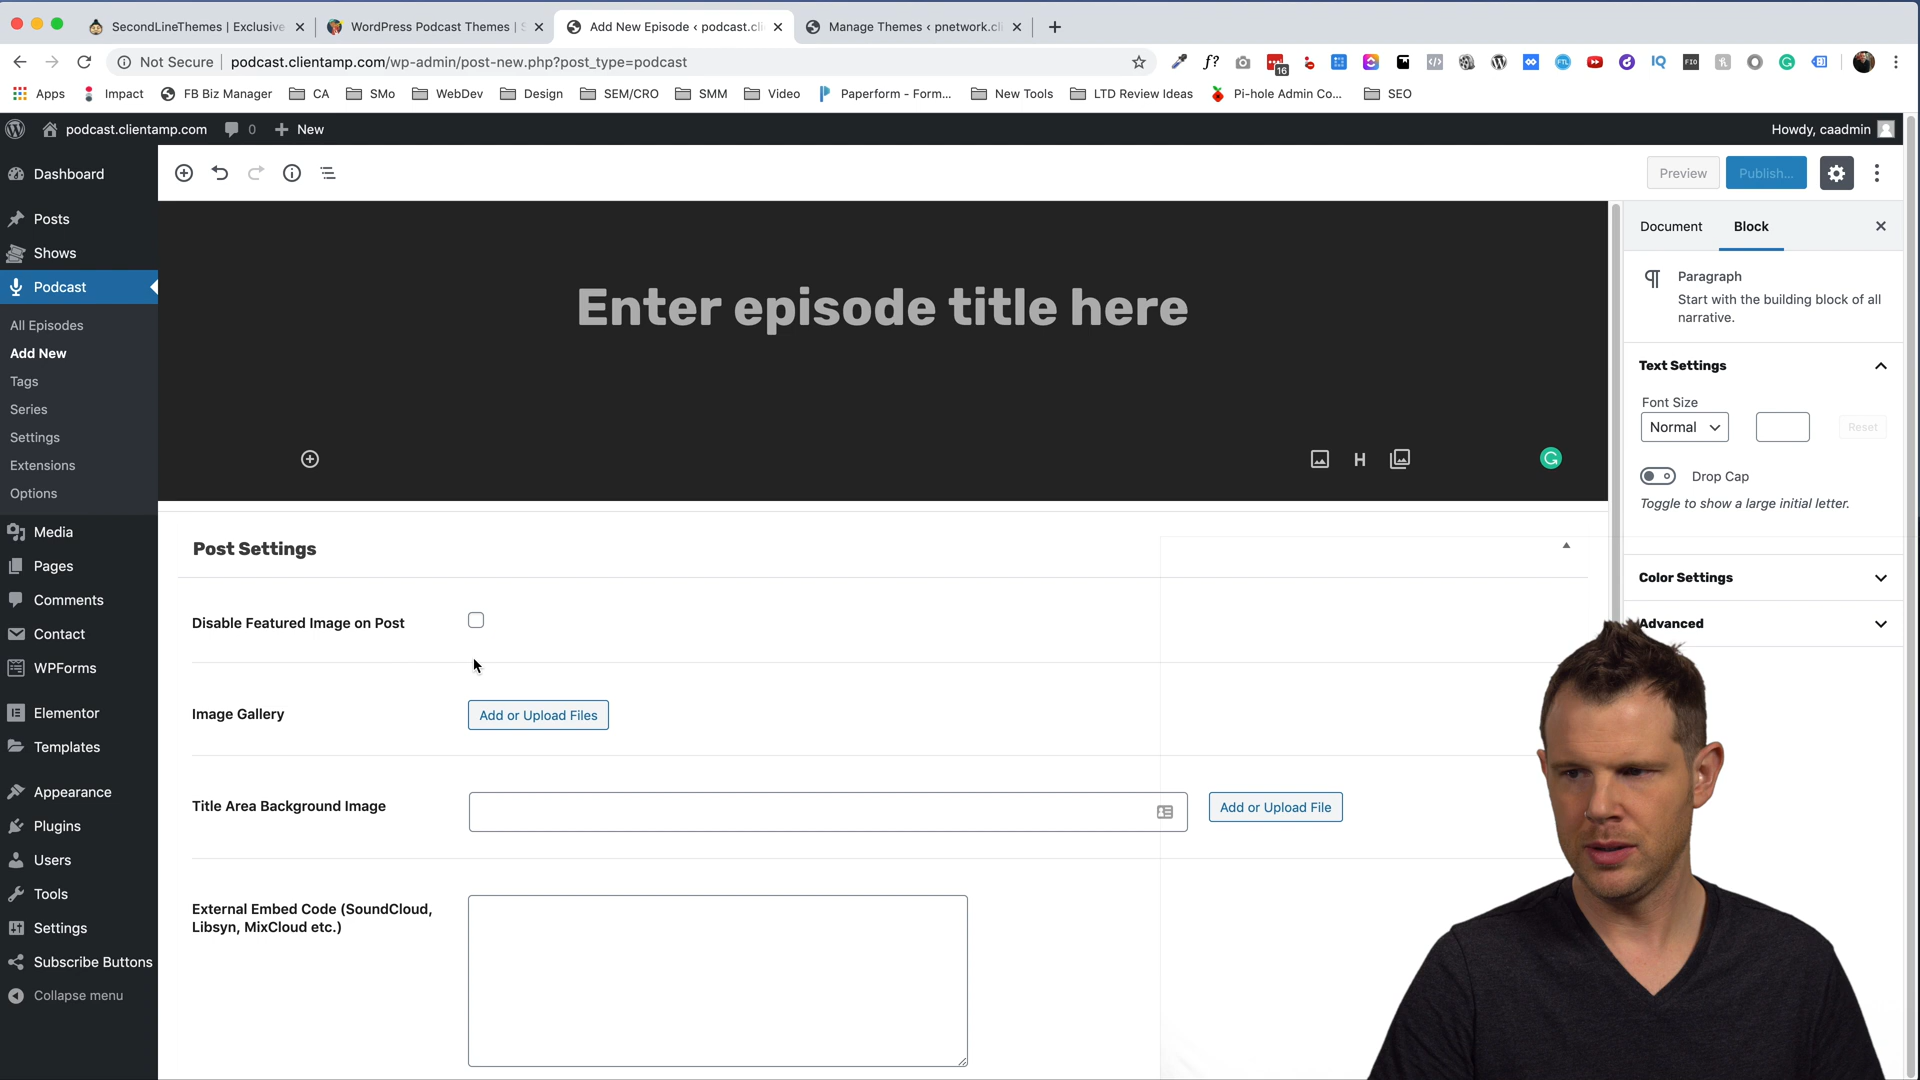 SecondLineThemes | Exclusive
WordPress Podcast Themes | S
Add New Episode ‹ podcast.cli
Manage Themes ‹ pnetwork.cli
Not Secure
podcast.clientamp.com/wp-admin/post-new.php?post_type=podcast
f?
16
FTL
IQ
FIO
Apps
Impact
FB Biz Manager
CA
SMo
WebDev
Design
SEM/CRO
SMM
Video
Paperform - Form...
New Tools
LTD Review Ideas
Pi-hole Admin Co...
SEO
podcast.clientamp.com
0
New
Howdy, caadmin
Dashboard
Posts
Shows
Podcast
All Episodes
Add New
Tags
Series
Settings
Extensions
Options
Media
Pages
Comments
Contact
WPForms
Elementor
Templates
Appearance
Plugins
Users
Tools
Settings
Subscribe Buttons
Collapse menu
Preview
Publish...
Enter episode title here
H
Post Settings
Disable Featured Image on Post
Image Gallery
Add or Upload Files
Title Area Background Image
Add or Upload File
External Embed Code (SoundCloud,
Libsyn, MixCloud etc.)
Document
Block
Paragraph
Start with the building block of all
narrative.
Text Settings
Font Size
Normal
Reset
Drop Cap
Toggle to show a large initial letter.
Color Settings
Advanced